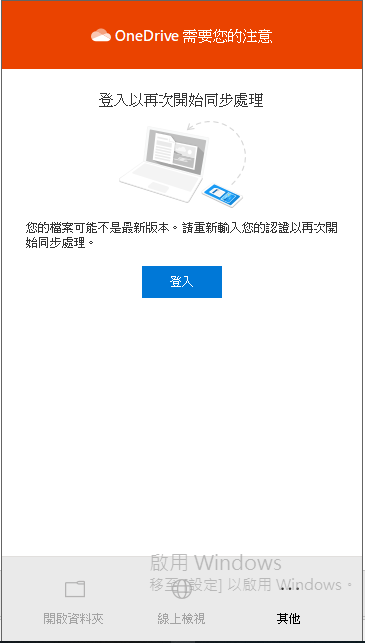 OneDrive 需要您的注意
登入以再次開始同步處理
您的檔案可能不是最新版本。請重新輸入您的認證以再次開
始同步處理。
登入
啟用 Windows
移至 [設定] 以啟用 Windows。
開啟資料夾
線上檢視
其他